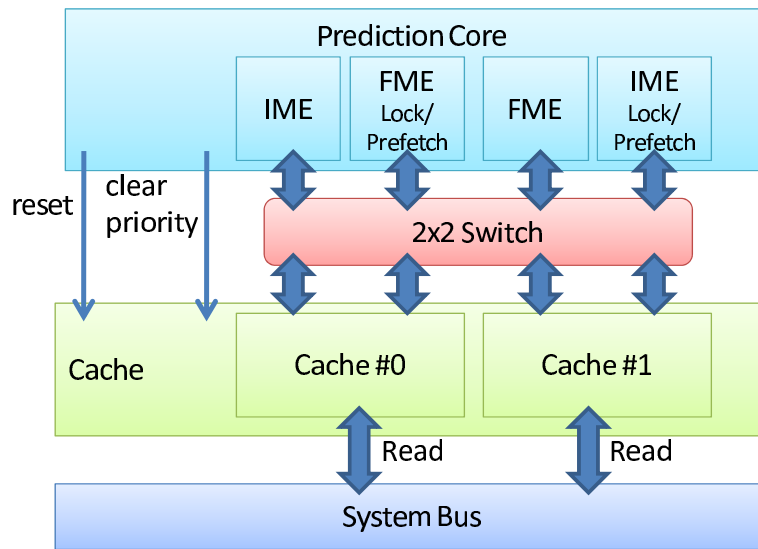 Prediction Core
IME
FME
Lock/
Prefetch
FME
IME
Lock/
Prefetch
reset
clear
priority
2x2 Switch
Cache
Cache #0
Cache #1
Read
Read
System Bus